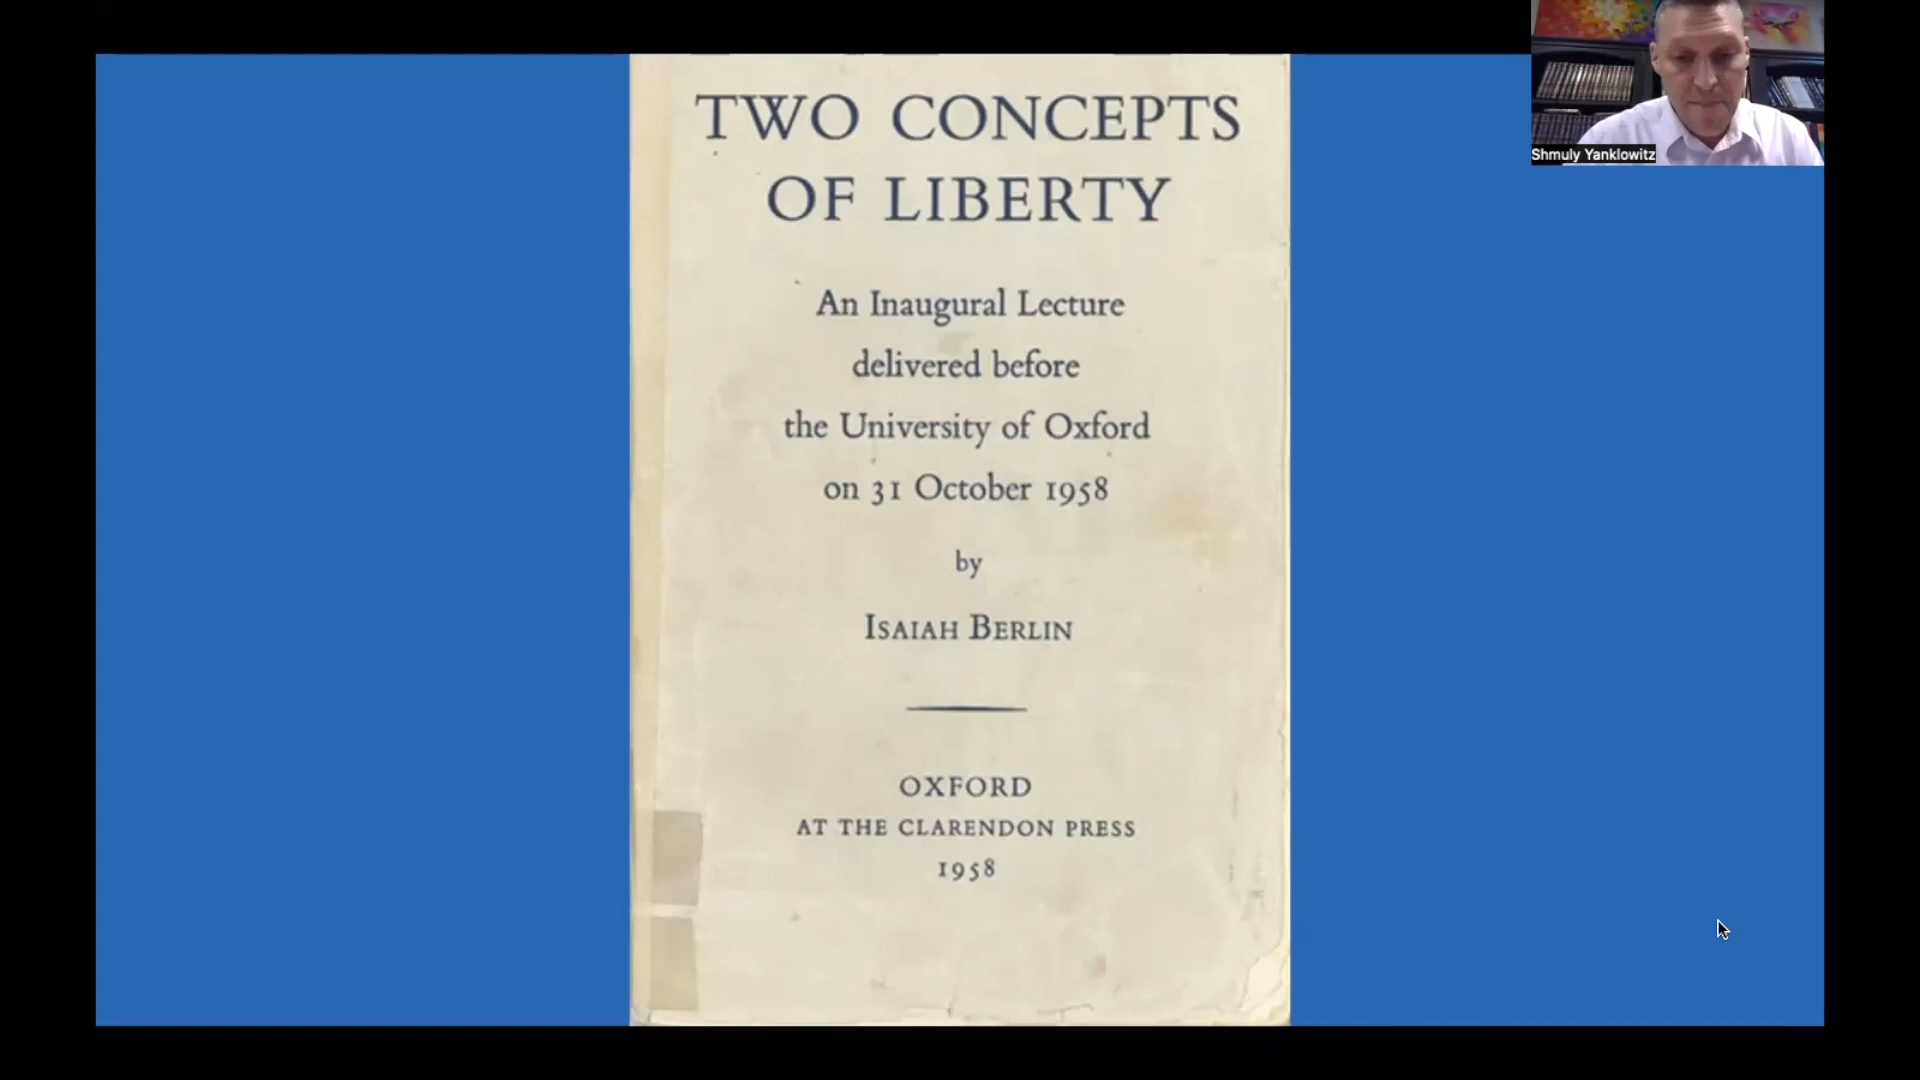 TWO CONCEPTS
OF LIBERTY
An Inaugural Lecture
delivered before
the University of Oxford
on 31 October 1958
by
ISAIAH BERLIN
OXFORD
AT THE CLARENDON PRESS
1958
Shmuly Yanklowitz